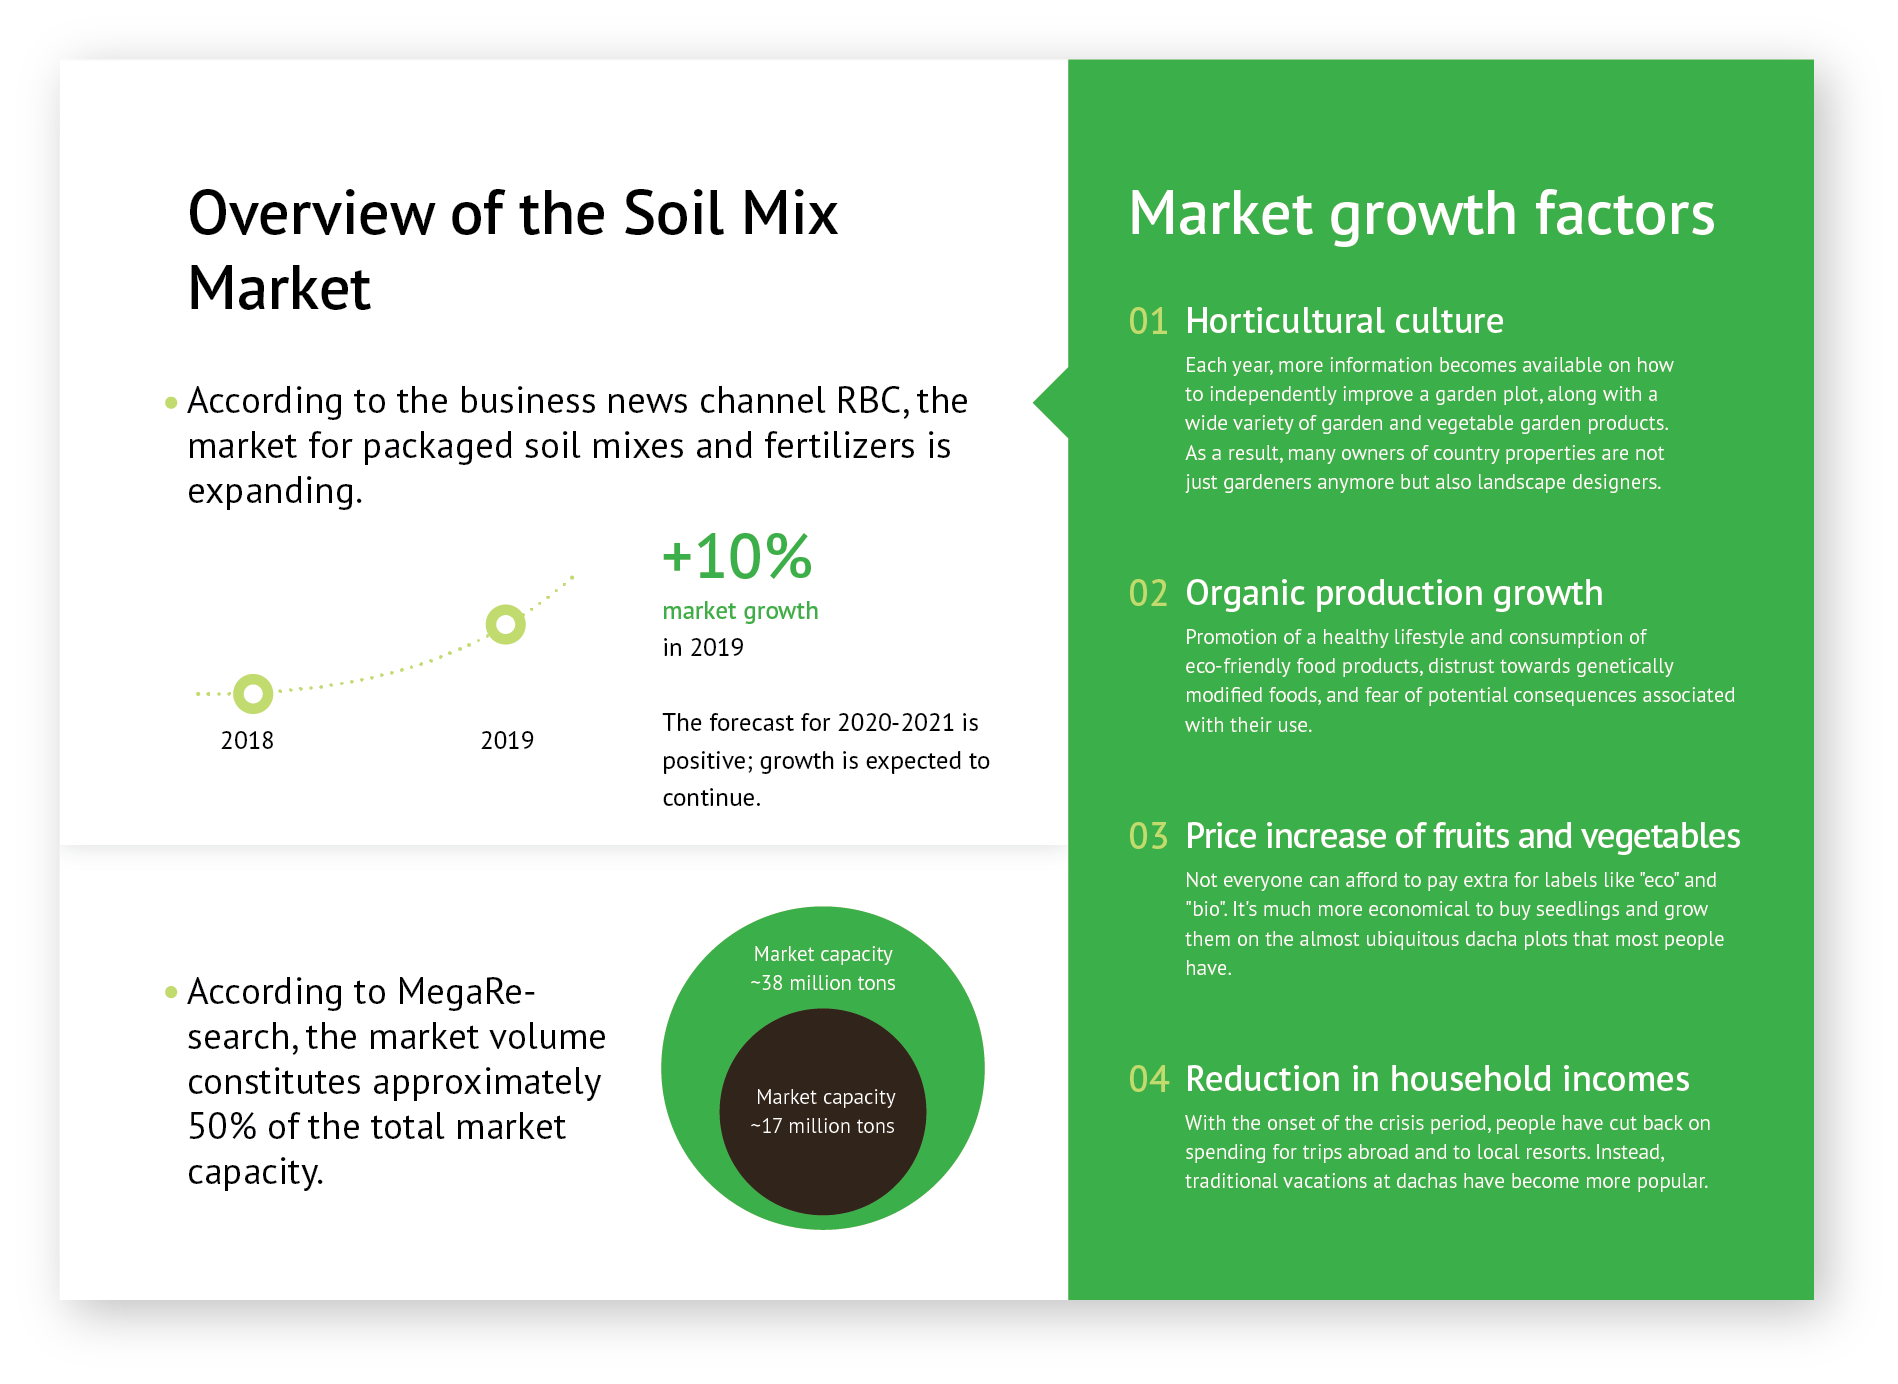 Overview of the Soil Mix
Market
According to the business news channel RBC, the
market for packaged soil mixes and fertilizers is
expanding.
2018
2019
+10%
market growth
in 2019
The forecast for 2020-2021 is
positive; growth is expected to
continue.
According to MegaRe-
search, the market volume
constitutes approximately
50% of the total market
capacity.
Market capacity
~38 million tons
Market capacity
~17 million tons
Market growth factors
01 Horticultural culture
Each year, more information becomes available on how
to independently improve a garden plot, along with a
wide variety of garden and vegetable garden products.
As a result, many owners of country properties are not
just gardeners anymore but also landscape designers.
02 Organic production growth
Promotion of a healthy lifestyle and consumption of
eco-friendly food products, distrust towards genetically
modified foods, and fear of potential consequences associated
with their use.
03 Price increase of fruits and vegetables
Not everyone can afford to pay extra for labels like "eco" and
"bio". It's much more economical to buy seedlings and grow
them on the almost ubiquitous dacha plots that most people
have.
04 Reduction in household incomes
With the onset of the crisis period, people have cut back on
spending for trips abroad and to local resorts. Instead,
traditional vacations at dachas have become more popular.